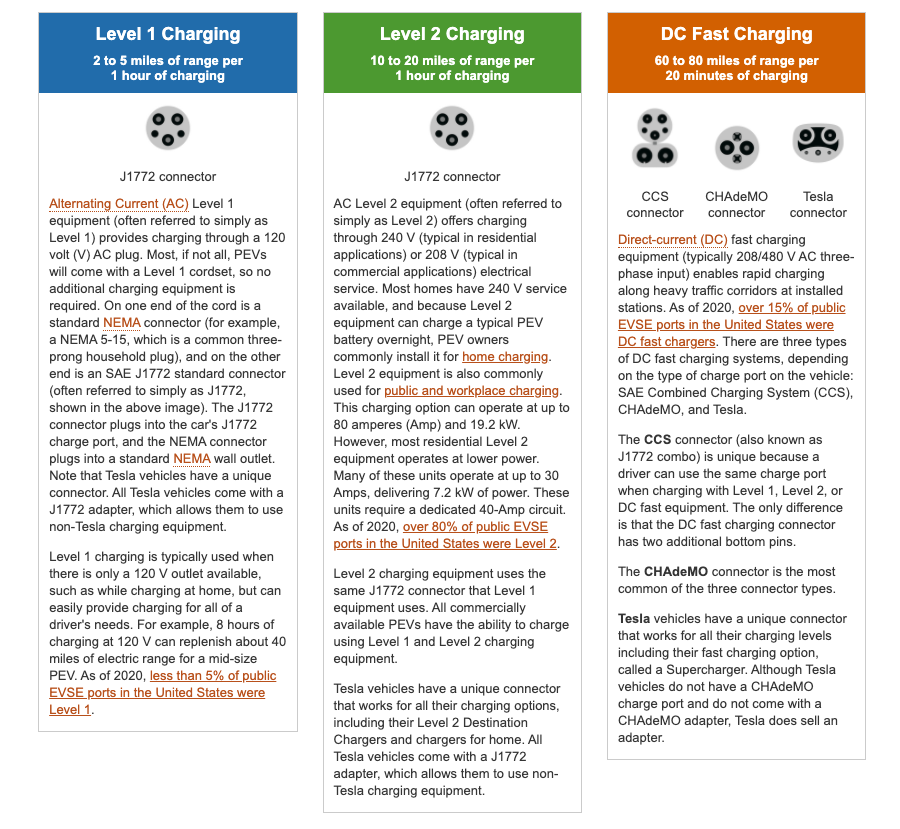 Level 1 Charging
2 to 5 miles of range per
1 hour of charging
J1772 connector
Alternating Current (AC) Level 1
equipment (often referred to simply as
Level 1) provides charging through a 120
volt (V) AC plug. Most, if not all, PEVs
will come with a Level 1 cordset, so no
additional charging equipment is
required. On one end of the cord is a
standard NEMA connector (for example,
a NEMA 5-15, which is a common three-
prong household plug), and on the other
end is an SAE J1772 standard connector
(often referred to simply as J1772,
shown in the above image). The J1772
connector plugs into the car's J1772
charge port, and the NEMA connector
plugs into a standard NEMA wall outlet.
Note that Tesla vehicles have a unique
connector. All Tesla vehicles come with a
J1772 adapter, which allows them to use
non-Tesla charging equipment.
Level 1 charging is typically used when
there is only a 120 V outlet available,
such as while charging at home, but can
easily provide charging for all of a
driver's needs. For example, 8 hours of
charging at 120 V can replenish about 40
miles of electric range for a mid-size
PEV. As of 2020, less than 5% of public
EVSE ports in the United States were
Level 1.
Level 2 Charging
10 to 20 miles of range per
1 hour of charging
J1772 connector
AC Level 2 equipment (often referred to
simply as Level 2) offers charging
through 240 V (typical in residential
applications) or 208 V (typical in
commercial applications) electrical
service. Most homes have 240 V service
available, and because Level 2
equipment can charge a typical PEV
battery overnight, PEV owners
commonly install it for home charging.
Level 2 equipment is also commonly
used for public and workplace charging.
This charging option can operate at up to
80 amperes (Amp) and 19.2 kW.
However, most residential Level 2
equipment operates at lower power.
Many of these units operate at up to 30
Amps, delivering 7.2 kW of power. These
units require a dedicated 40-Amp circuit.
As of 2020, over 80% of public EVSE
ports in the United States were Level 2.
Level 2 charging equipment uses the
same J1772 connector that Level 1
equipment uses. All commercially
available PEVs have the ability to charge
using Level 1 and Level 2 charging
equipment.
Tesla vehicles have a unique connector
that works for all their charging options,
including their Level 2 Destination
Chargers and chargers for home. All
Tesla vehicles come with a J1772
adapter, which allows them to use non-
Tesla charging equipment.
DC Fast Charging
60 to 80 miles of range per
20 minutes of charging
CCS
connector
CHAdeMO
connector
Tesla
connector
Direct-current (DC) fast charging
equipment (typically 208/480 V AC three-
phase input) enables rapid charging
along heavy traffic corridors at installed
stations. As of 2020, over 15% of public
EVSE ports in the United States were
DC fast chargers. There are three types
of DC fast charging systems, depending
on the type of charge port on the vehicle:
SAE Combined Charging System (CCS),
CHAdeMO, and Tesla.
The CCS connector (also known as
J1772 combo) is unique because a
driver can use the same charge port
when charging with Level 1, Level 2, or
DC fast equipment. The only difference
is that the DC fast charging connector
has two additional bottom pins.
The CHAdeMO connector is the most
common of the three connector types.
Tesla vehicles have a unique connector
that works for all their charging levels
including their fast charging option,
called a Supercharger. Although Tesla
vehicles do not have a CHAdeMO
charge port and do not come with a
CHAdeMO adapter, Tesla does sell an
adapter.